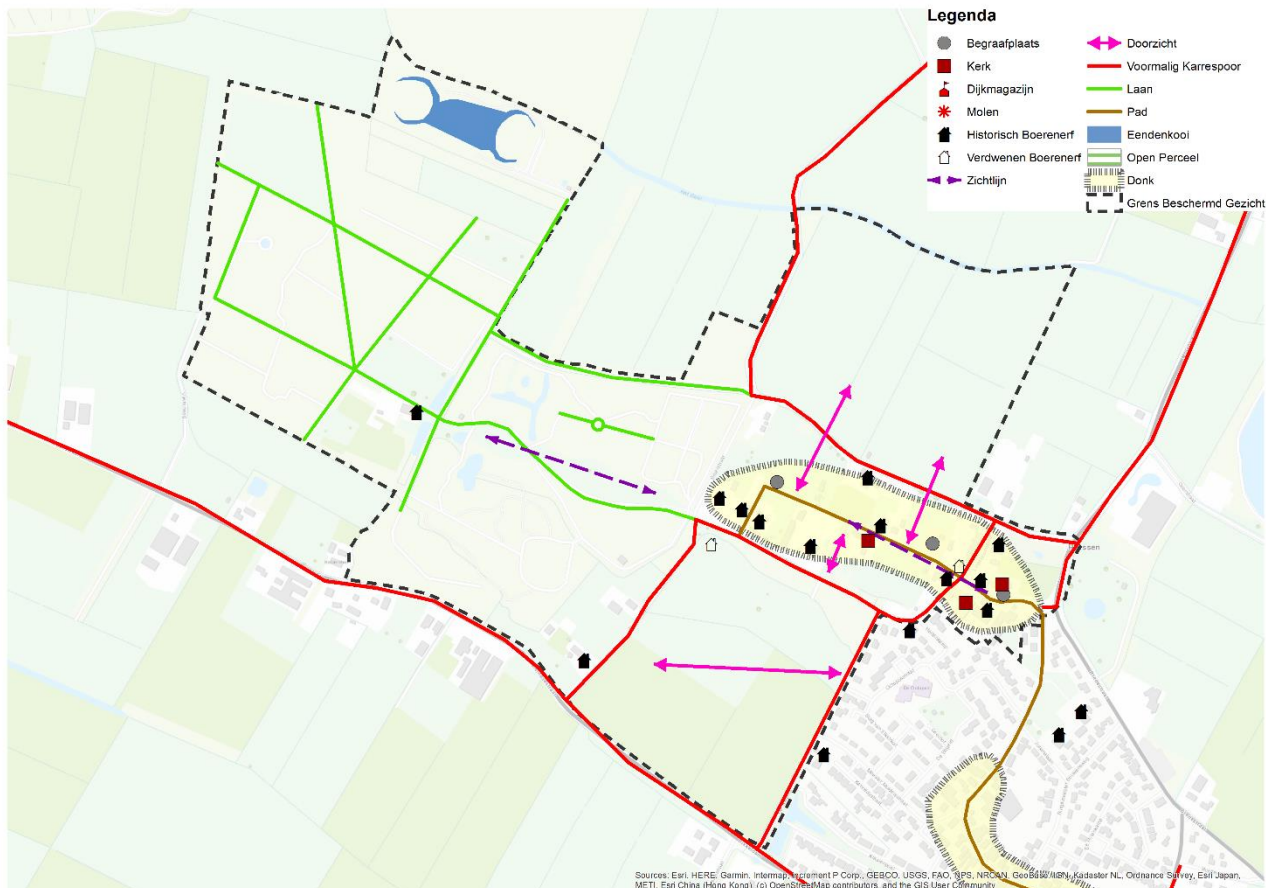 Legenda
Begraafplaats
Kerk
Dijkmagazijn
Molen
Historisch Boerenerf
Verdwenen Boerenerf
Zichtlijn
Doorzicht
Voormalig Karrespoor
Laan
Pad
Eendenkooi
Open Perceel
Donk
Grens Beschermd Gezicht
Sources: Esri, HERE, Garmin, Intermap, increment P Corp., GEBCO, USGS, FAO, NPS, NRCAN, GeoBase, IGN, Kadaster NL, Ordnance Survey, Esri Japan,
METI, Esri China (Hong Kong), (c) OpenStreetMap contributors, and the GIS User Community